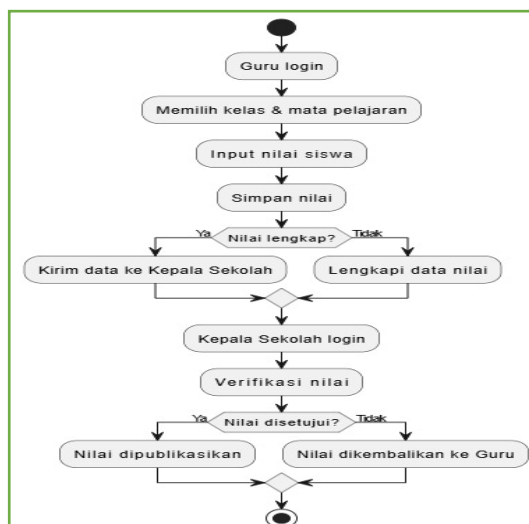 Guru login
Memilih kelas & mata pelajaran
Input nilai siswa
Simpan nilai
Ya
Nilai lengkap?
Tidak
Kirim data ke Kepala Sekolah
Lengkapi data nilai
Kepala Sekolah login
Verifikasi nilai
Ya
Nilai disetujui?
Tidak
Nilai dipublikasikan
Nilai dikembalikan ke Guru